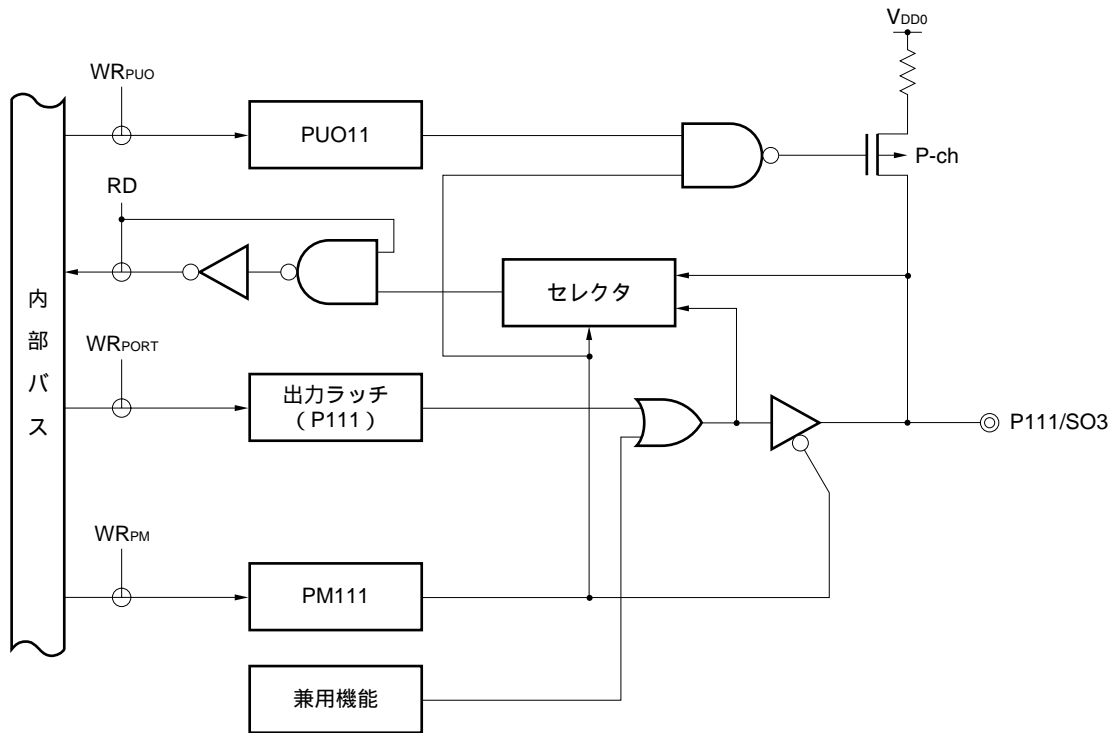 VDD0
WRPUO
PUO11
P-ch
RD
セレクタ
内部バス
WRPORT
出力ラッチ
（P111）
P111/SO3
WRPM
PM111
兼用機能